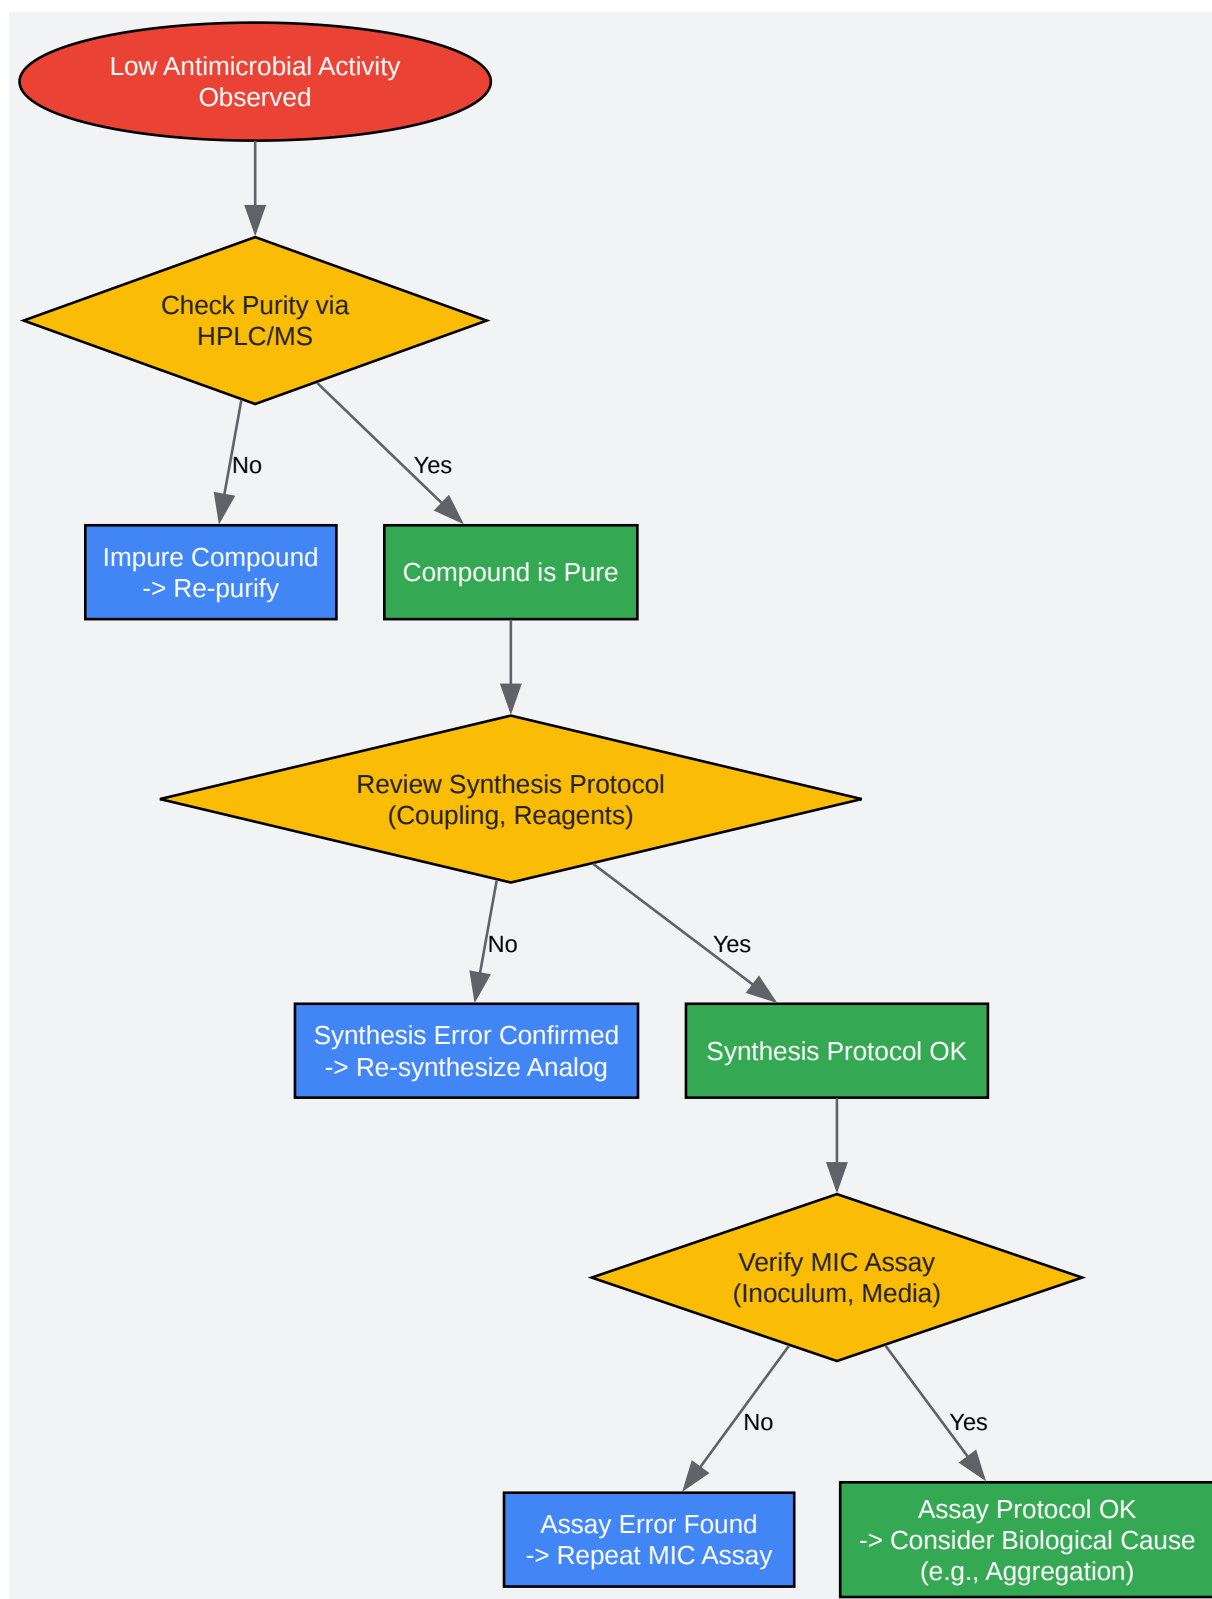 Low Antimicrobial Activity
Observed
Check Purity via
HPLC/MS
No
Yes
Impure Compound
-> Re-purify
Compound is Pure
Review Synthesis Protocol
(Coupling, Reagents)
No
Yes
Synthesis Error Confirmed
-> Re-synthesize Analog
Synthesis Protocol OK
Verify MIC Assay
(Inoculum, Media)
No
Yes
Assay Error Found
-> Repeat MIC Assay
Assay Protocol OK
-> Consider Biological Cause
(e.g., Aggregation)